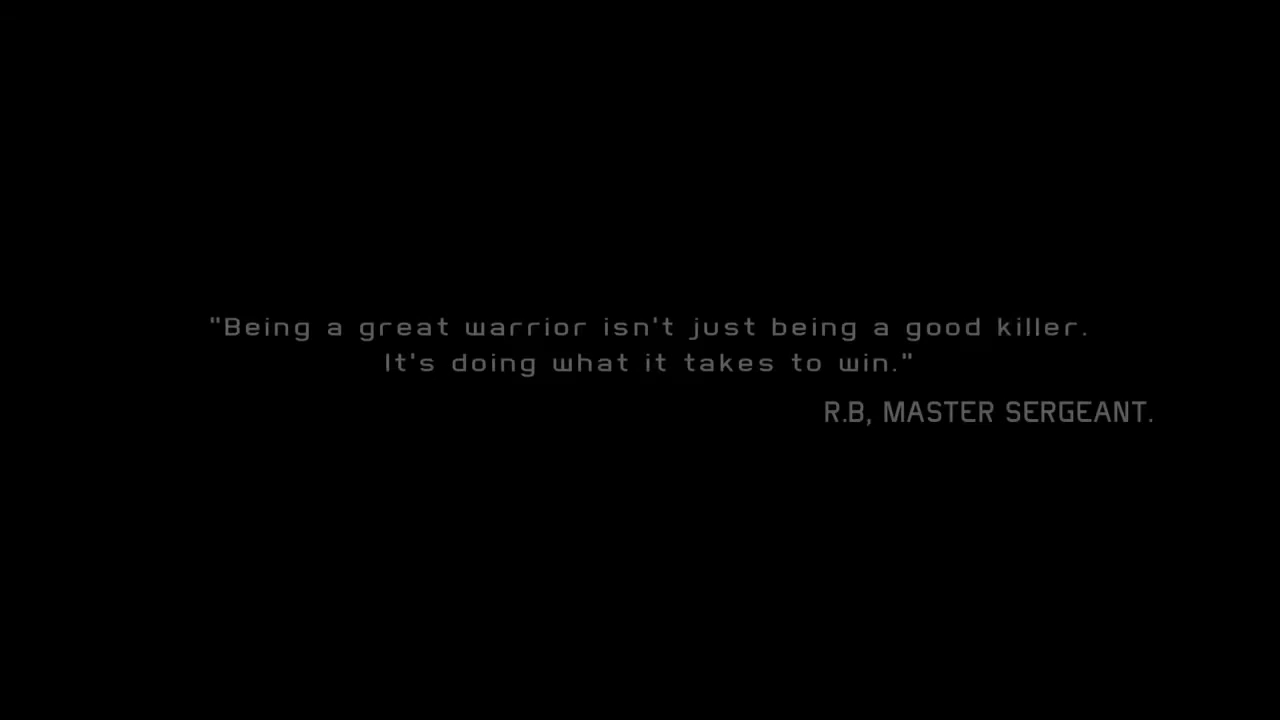 "Being a great warrior isn't just being a good killer.
It's doing what it takes to win."
R.B, MASTER SERGEANT.